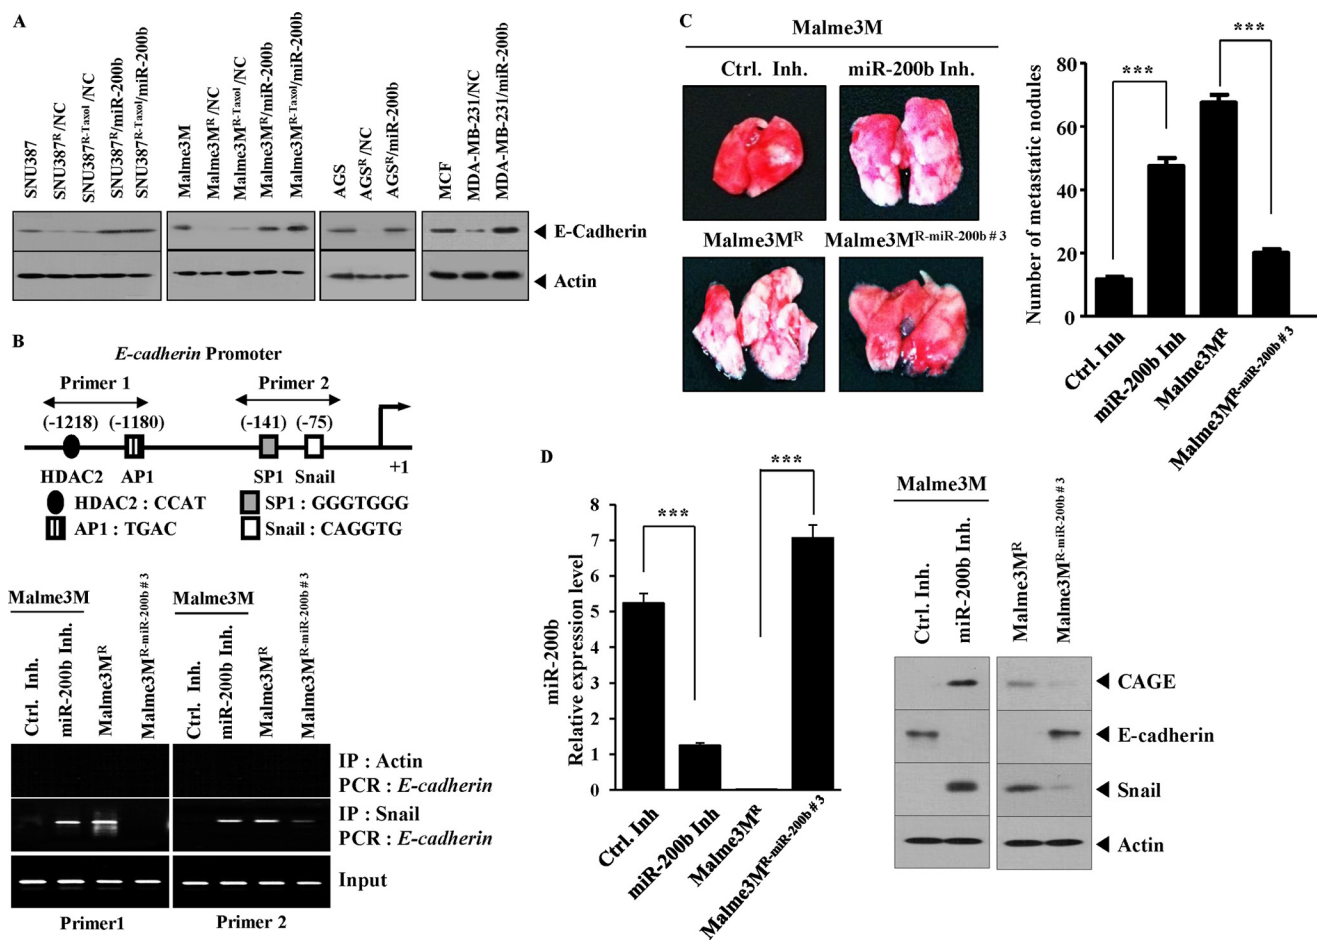 A
SNU387
SNU387R/NC
SNU387R-Taxol/NC
SNU387R/miR-200b
SNU387R-Taxol/miR-200b
Malme3M
Malme3MR/NC
Malme3MR-Taxol/NC
Malme3MR/miR-200b
Malme3MR-Taxol/miR-200b
AGS
AGSR/NC
AGSR/miR-200b
MCF
MDA-MB-231/NC
MDA-MB-231/miR-200b
E-Cadherin
Actin
B
E-cadherin Promoter
Primer 1 Primer 2
(-1218) (-1180) (-141) (-75)
+1
HDAC2 AP1 SP1 Snail
HDAC2 : CCAT SP1 : GGGTGGG
AP1 : TGAC Snail : CAGGTG
Malme3M
Ctrl. Inh.
miR-200b Inh.
Malme3MR
Malme3MR-miR-200b # 3
Malme3M
Ctrl. Inh.
miR-200b Inh.
Malme3MR
Malme3MR-miR-200b # 3
IP : Actin
PCR : E-cadherin
IP : Snail
PCR : E-cadherin
Input
Primer1 Primer 2
C
Malme3M
Ctrl. Inh. miR-200b Inh.
Malme3MR Malme3MR-miR-200b # 3
Number of metastatic nodules
80
60
40
20
0
***
***
Ctrl. Inh
miR-200b Inh
Malme3MR
Malme3MR-miR-200b # 3
D
miR-200b
Relative expression level
8
7
6
5
4
3
2
1
0
***
***
Ctrl. Inh
miR-200b Inh
Malme3MR
Malme3MR-miR-200b # 3
Malme3M
Ctrl. Inh.
miR-200b Inh.
Malme3MR
Malme3MR-miR-200b # 3
CAGE
E-cadherin
Snail
Actin